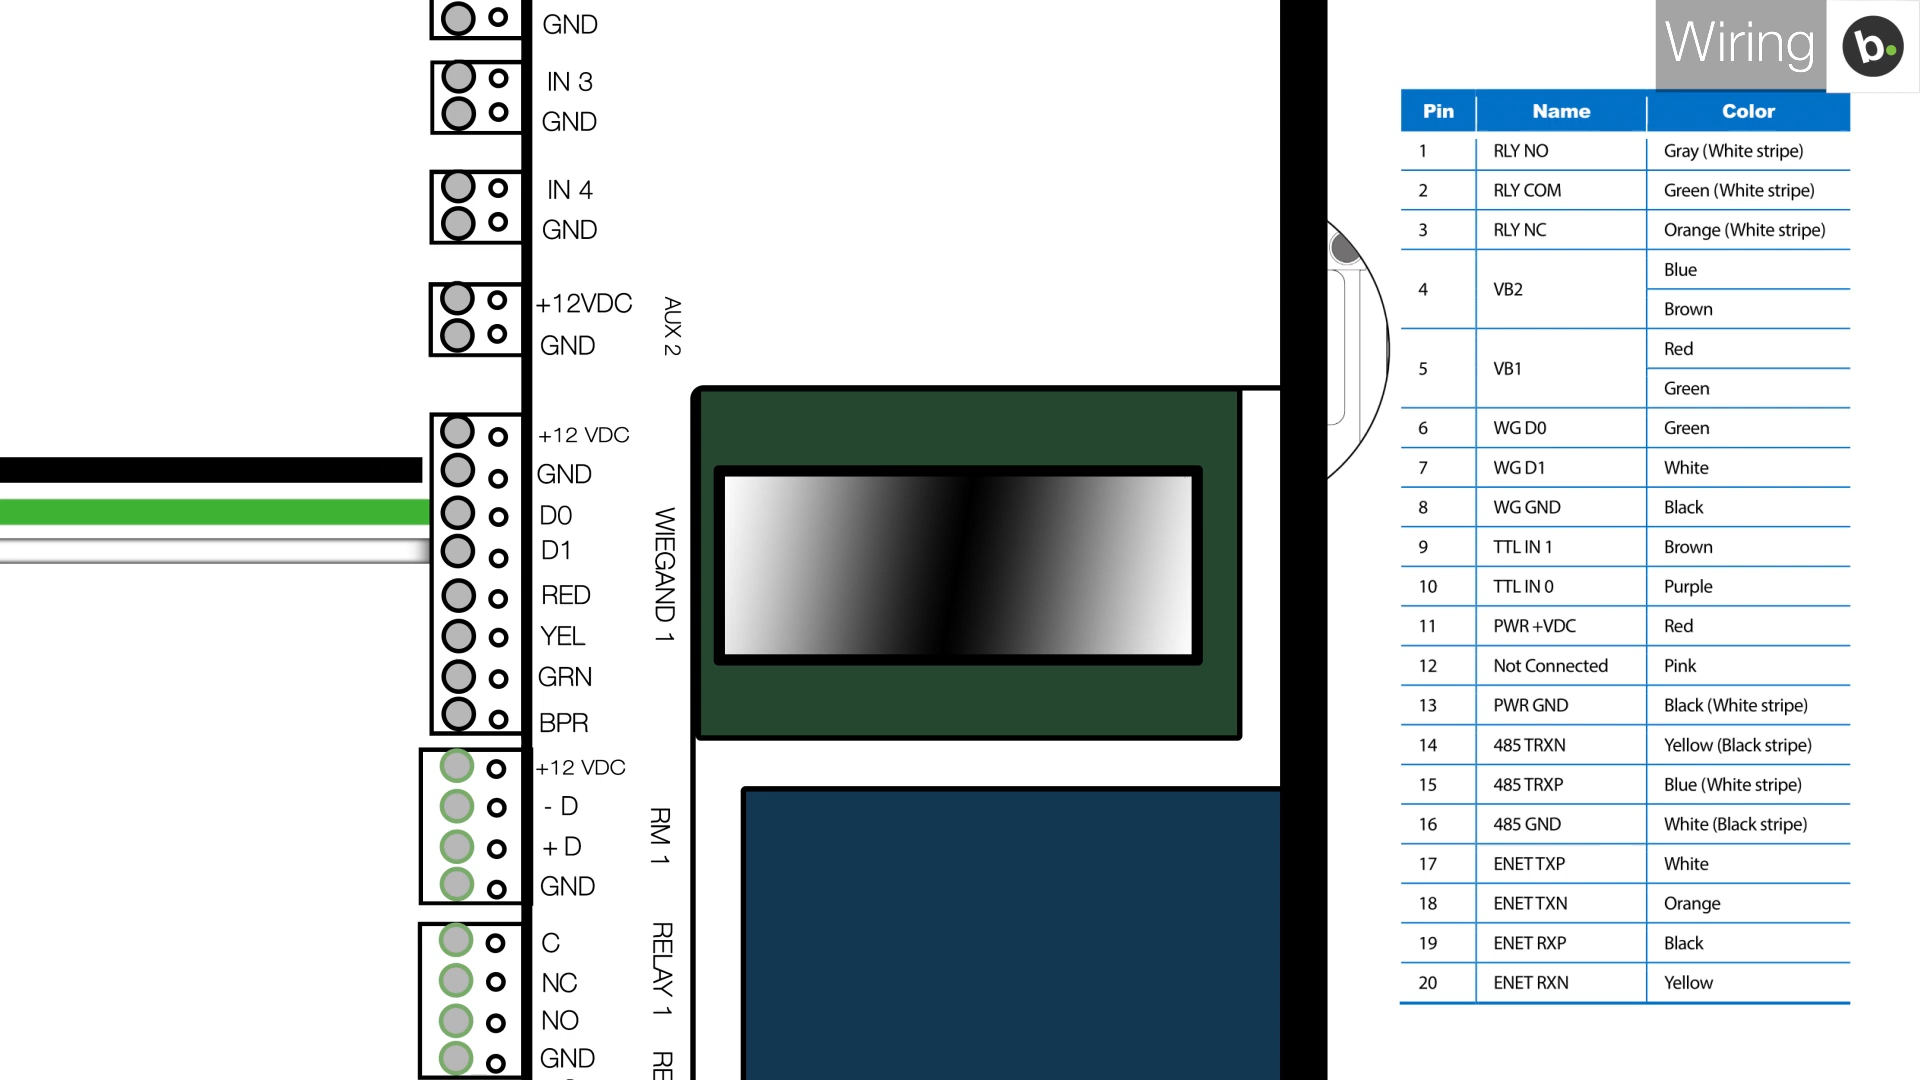 GND
IN 3
GND
IN 4
GND
+12VDC
GND
AUX 2
+12 VDC
GND
D0
D1
RED
YEL
GRN
BPR
WIEGAND 1
+12 VDC
- D
+ D
GND
RM 1
C
NC
NO
GND
RELAY 1
RE
Wiring
b.
Pin Name Color
1 RLY NO Gray (White stripe)
2 RLY COM Green (White stripe)
3 RLY NC Orange (White stripe)
4 VB2 Blue
Brown
5 VB1 Red
Green
6 WG D0 Green
7 WG D1 White
8 WG GND Black
9 TTL IN 1 Brown
10 TTL IN 0 Purple
11 PWR +VDC Red
12 Not Connected Pink
13 PWR GND Black (White stripe)
14 485 TRXN Yellow (Black stripe)
15 485 TRXP Blue (White stripe)
16 485 GND White (Black stripe)
17 ENET TXP White
18 ENET TXN Orange
19 ENET RXP Black
20 ENET RXN Yellow